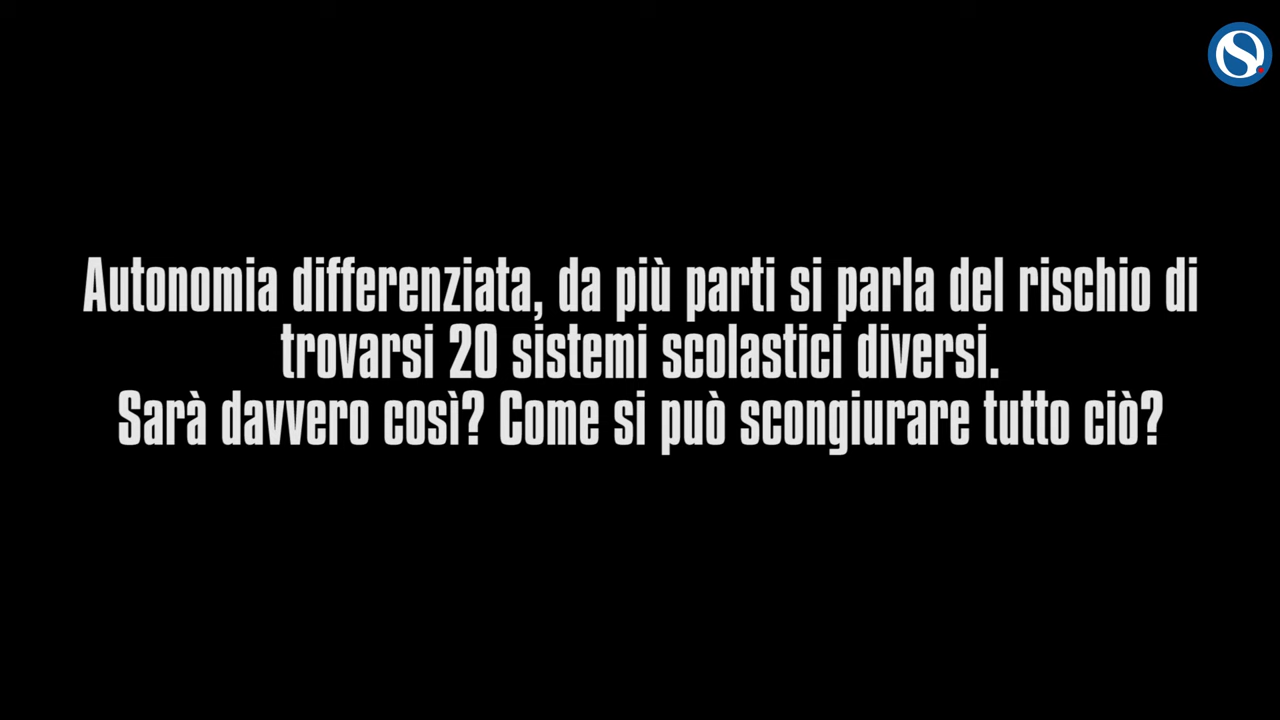 Autonomia differenziata, da più parti si parla del rischio di
trovarsi 20 sistemi scolastici diversi.
Sarà davvero così? Come si può scongiurare tutto ciò?
S